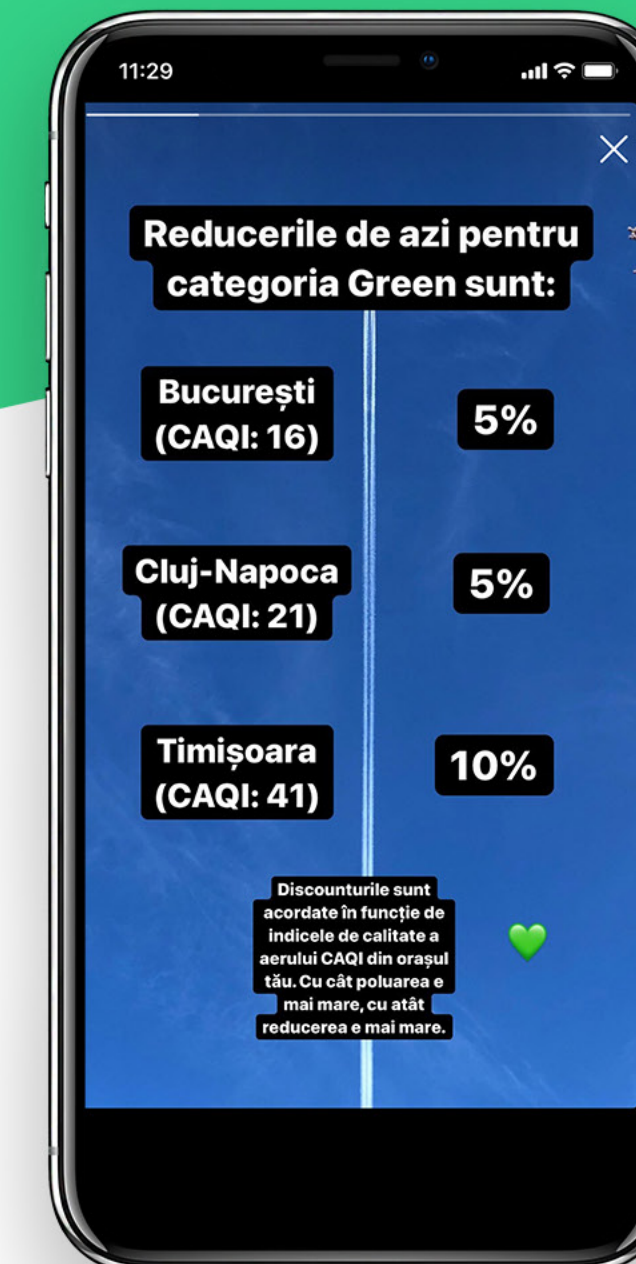 11:29
Reducerile de azi pentru
categoria Green sunt:
București
(CAQI: 16)
5%
Cluj-Napoca
(CAQI: 21)
5%
Timișoara
(CAQI: 41)
10%
Discounturile sunt
acordate în funcție de
indicele de calitate a
aerului CAQI din orașul
tău. Cu cât poluarea e
mai mare, cu atât
reducerea e mai mare.